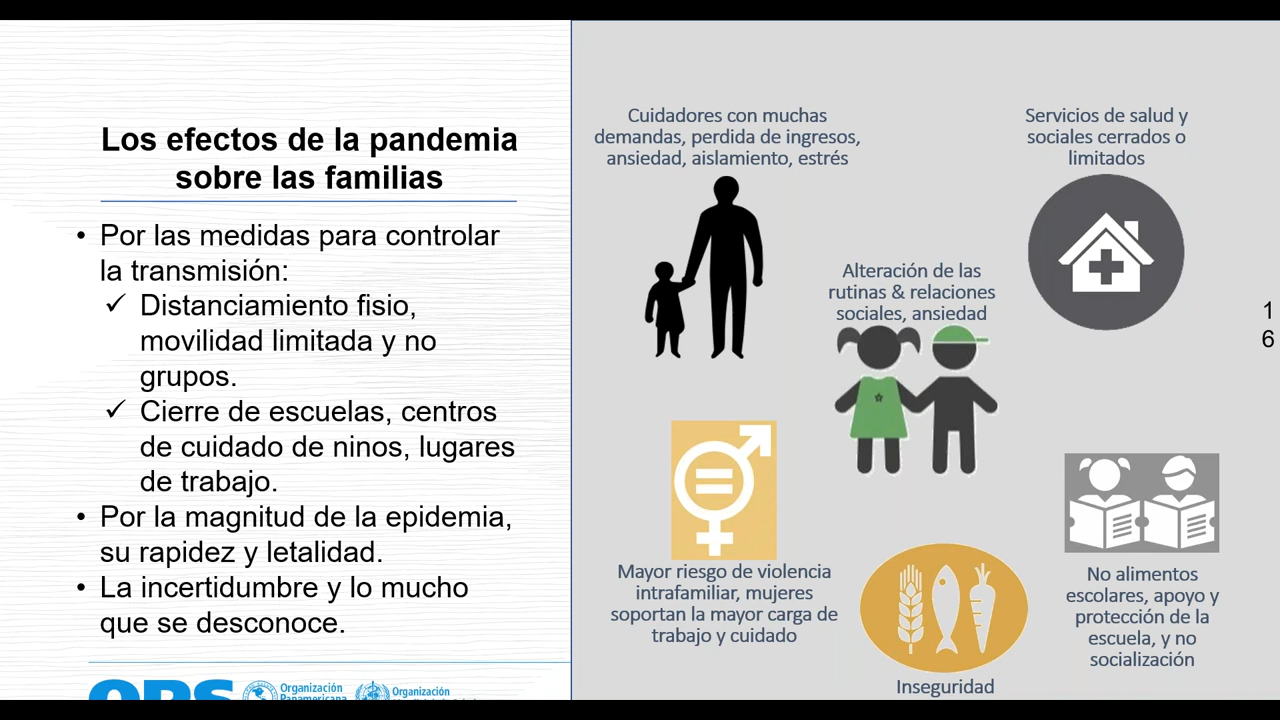 Los efectos de la pandemia
sobre las familias
• Por las medidas para controlar
la transmisión:
✓ Distanciamiento fisio,
movilidad limitada y no
grupos.
✓ Cierre de escuelas, centros
de cuidado de ninos, lugares
de trabajo.
• Por la magnitud de la epidemia,
su rapidez y letalidad.
• La incertidumbre y lo mucho
que se desconoce.
OPS
Organización
Panamericana
Organización
Cuidadores con muchas
demandas, perdida de ingresos,
ansiedad, aislamiento, estrés
Servicios de salud y
sociales cerrados o
limitados
Alteración de las
rutinas & relaciones
sociales, ansiedad
1
6
Mayor riesgo de violencia
intrafamiliar, mujeres
soportan la mayor carga de
trabajo y cuidado
No alimentos
escolares, apoyo y
protección de la
escuela, y no
socialización
Inseguridad